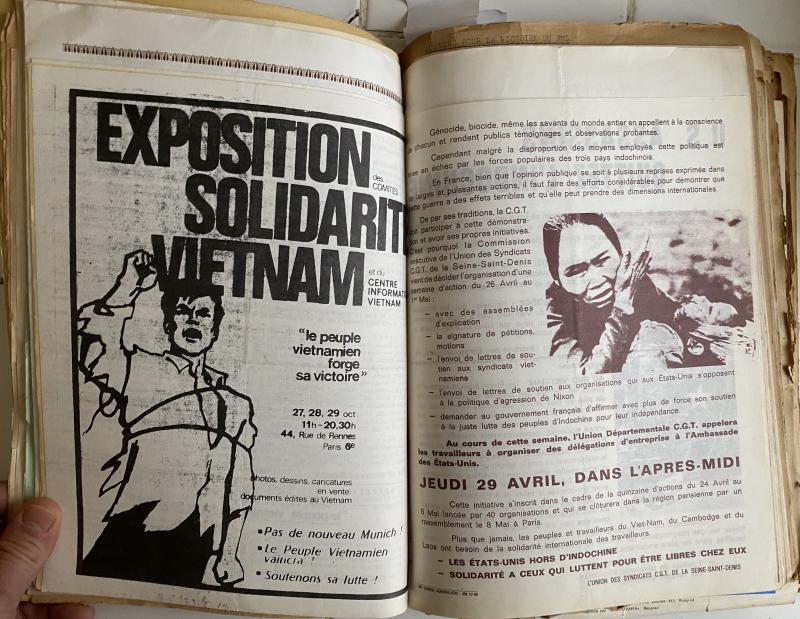 EXPOSITION
des
COMITES
SOLIDARIT
VIETNAM
et du
CENTRE
INFORMAT
VIETNAM
“le peuple
vietnamien
forge
sa victoire”
27, 28, 29 oct
11h-20,30h
44, Rue de Rennes
Paris 6e
photos, dessins, caricatures
en vente:
documents édités au Vietnam
Pas de nouveau Munich !
Le Peuple Vietnamien
vaincra !
Soutenons sa lutte !
POUR LA VICTOIRE DU FNL
Génocide, biocide, même les savants du monde entier en appellent à la conscience
de chacun et rendent publics témoignages et observations probantes.
Cependant malgré la disproportion des moyens employés, cette politique est
mise en échec par les forces populaires des trois pays indochinois.
En France, bien que l'opinion publique se soit à plusieurs reprises exprimée dans
de larges et puissantes actions, il faut faire des efforts considérables pour démontrer que
cette guerre a des effets terribles et qu'elle peut prendre des dimensions internationales.
De par ses traditions, la C.G.T.
doit participer à cette démonstra-
tion et avoir ses propres initiatives.
C'est pourquoi la Commission
exécutive de l'Union des Syndicats
C.G.T. de la Seine-Saint-Denis
vient de décider l'organisation d'une
semaine d'action du 26 Avril au
1er Mai :
— avec des assemblées
d'explication
— la signature de pétitions,
motions
— l'envoi de lettres de sou-
tien aux syndicats viet-
namiens
— l'envoi de lettres de soutien aux organisations qui aux États-Unis s'opposent
à la politique d'agression de Nixon
— demander au gouvernement français d'affirmer avec plus de force son soutien
à la juste lutte des peuples d'Indochine pour leur indépendance.
Au cours de cette semaine, l'Union Départementale C.G.T. appelera
les travailleurs à organiser des délégations d'entreprise à l'Ambassade
des États-Unis.
JEUDI 29 AVRIL, DANS L'APRES-MIDI
Cette initiative s'inscrit dans le cadre de la quinzaine d'actions du 24 Avril au
8 Mai lancée par 40 organisations et qui se clôturera dans la région parisienne par un
rassemblement le 8 Mai à Paris.
Plus que jamais, les peuples et travailleurs du Viet-Nam, du Cambodge et du
Laos ont besoin de la solidarité internationale des travailleurs.
— LES ÉTATS-UNIS HORS D'INDOCHINE
— SOLIDARITÉ A CEUX QUI LUTTENT POUR ÊTRE LIBRES CHEZ EUX
L'UNION DES SYNDICATS C.G.T. DE LA SEINE-SAINT-DENIS